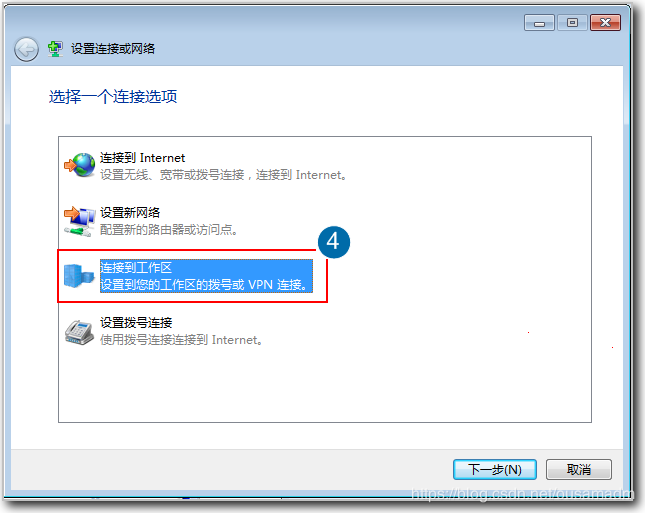 设置连接或网络
选择一个连接选项
连接到 Internet
设置无线、宽带或拨号连接，连接到 Internet。
设置新网络
配置新的路由器或访问点。
4
连接到工作区
设置到您的工作区的拨号或 VPN 连接。
设置拨号连接
使用拨号连接连接到 Internet。
下一步(N)
取消
https://blog.csdn.net/ousamaadm